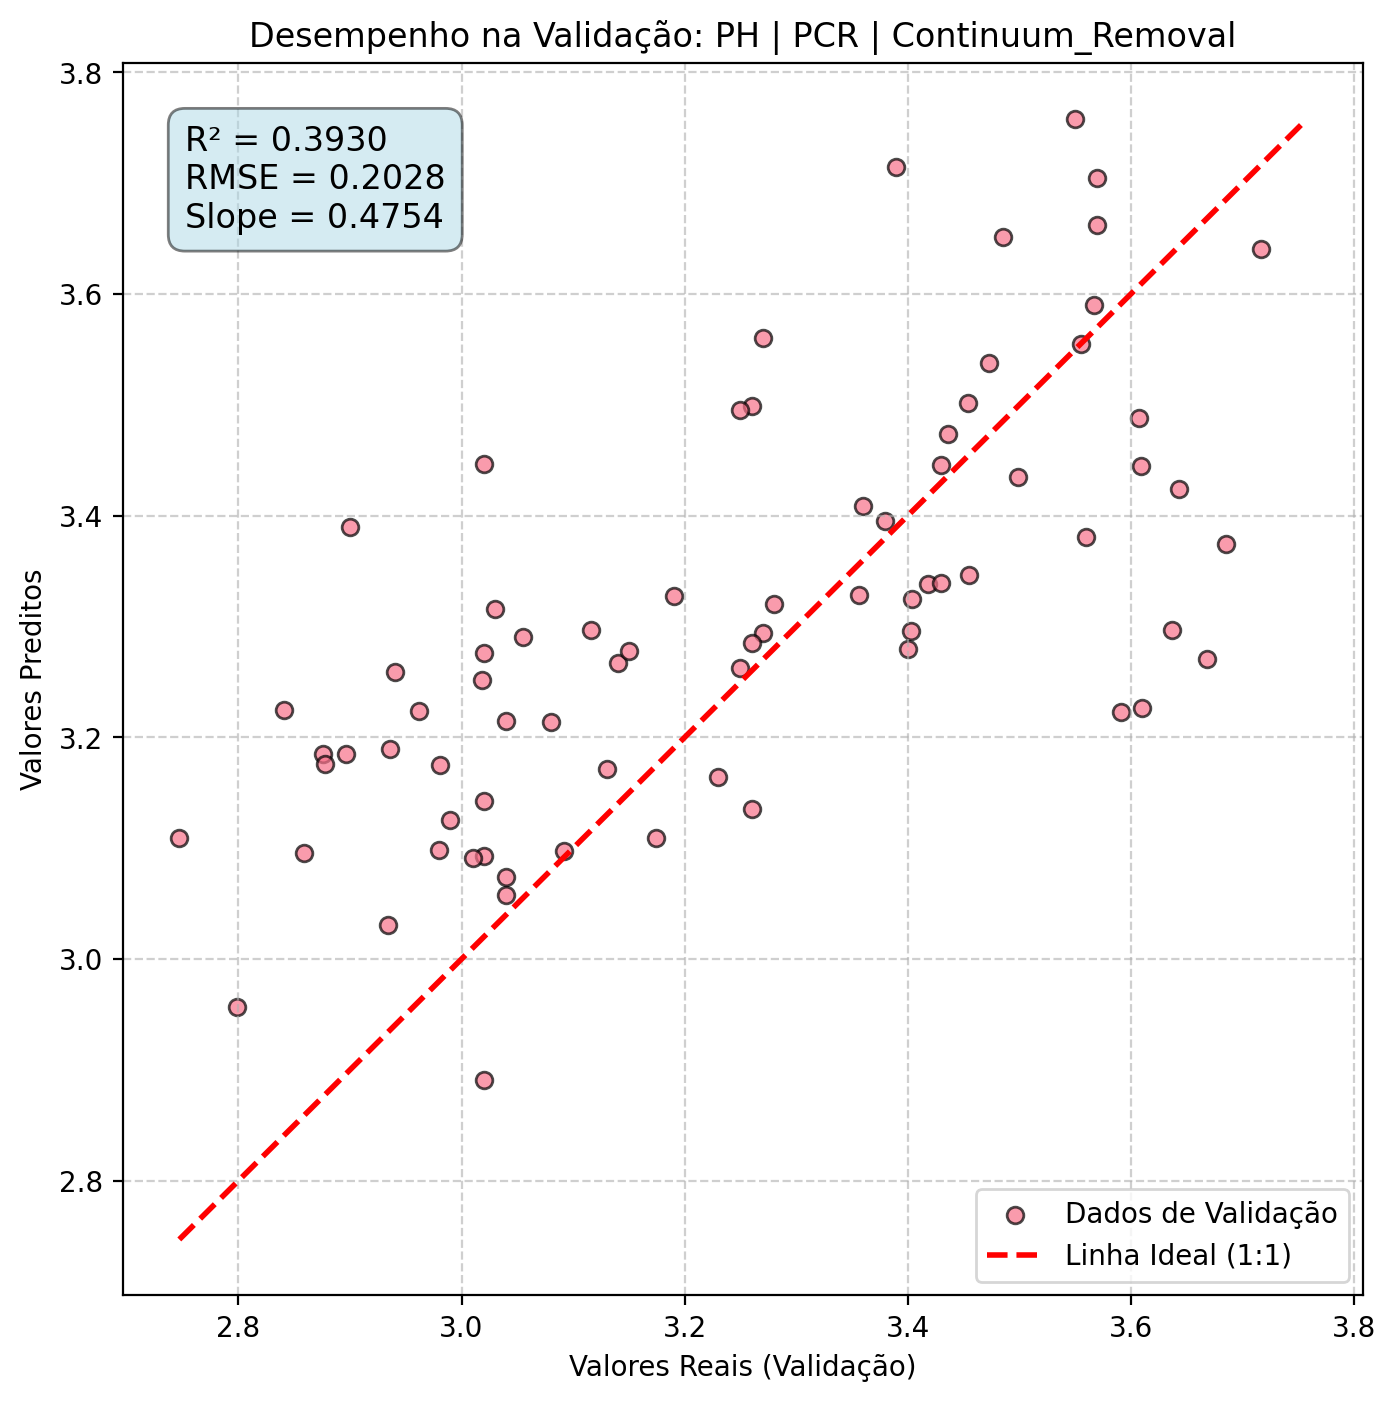 Desempenho na Validação: PH | PCR | Continuum_Removal
R² = 0.3930
RMSE = 0.2028
Slope = 0.4754
Valores Preditos
3.8
3.6
3.4
3.2
3.0
2.8
Dados de Validação
Linha Ideal (1:1)
2.8 3.0 3.2 3.4 3.6 3.8
Valores Reais (Validação)